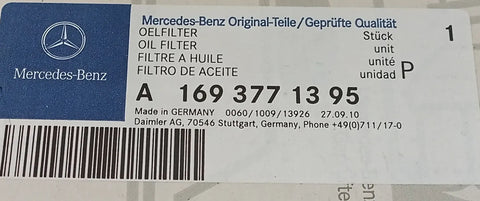 Mercedes-Benz
Mercedes-Benz Original-Teile/Geprüfte Qualität
OELFILTER Stück 1
OIL FILTER unit
FILTRE A HUILE unité
FILTRO DE ACEITE unidad P
A 169 377 13 95
Made in GERMANY 0060/1009/13926 27.09.10
Daimler AG, 70546 Stuttgart, Germany, Phone +49(0)711/17-0